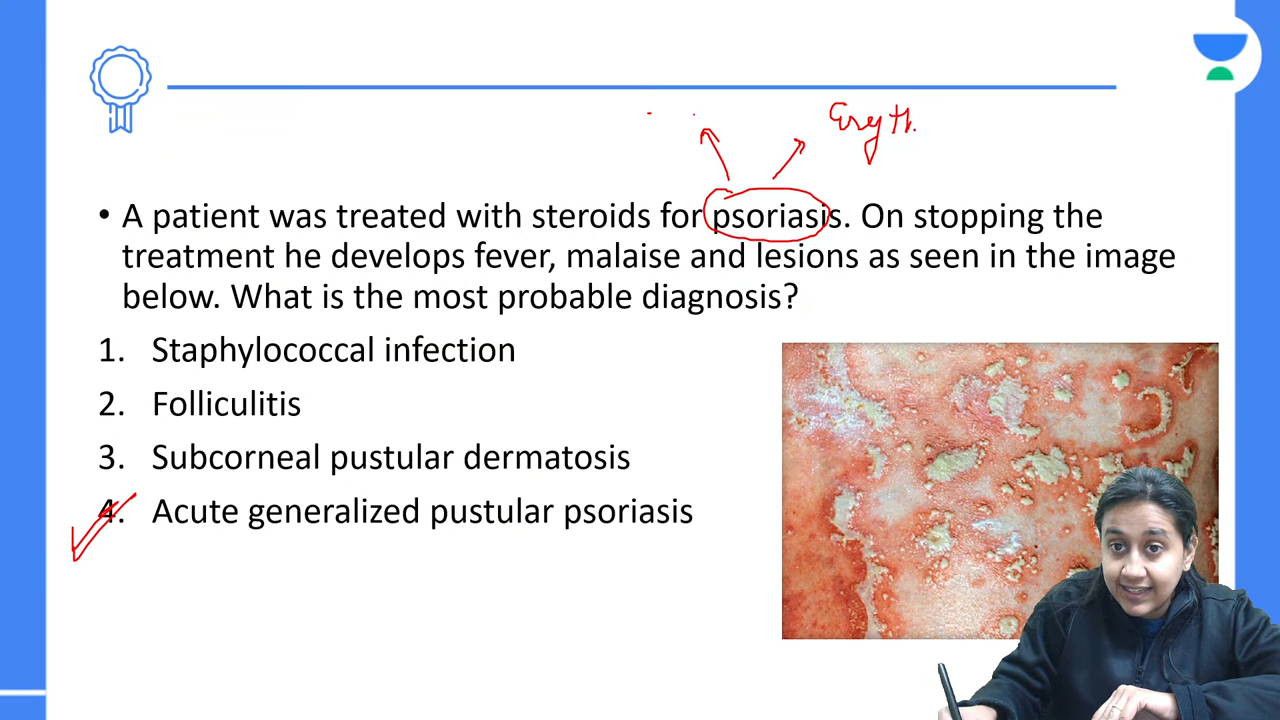 Eryth.
• A patient was treated with steroids for psoriasis. On stopping the
treatment he develops fever, malaise and lesions as seen in the image
below. What is the most probable diagnosis?
1. Staphylococcal infection
2. Folliculitis
3. Subcorneal pustular dermatosis
4. Acute generalized pustular psoriasis